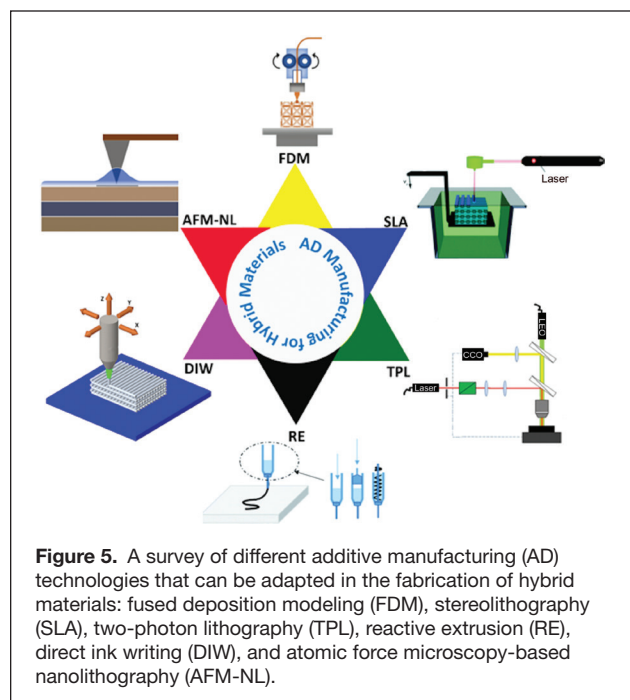 FDM
Laser
AFM-NL
SLA
AD Manufacturing for Hybrid Materials
Z
Y
X
LEO
CCO
Laser
DIW
TPL
RE
Figure 5. A survey of different additive manufacturing (AD)
technologies that can be adapted in the fabrication of hybrid
materials: fused deposition modeling (FDM), stereolithography
(SLA), two-photon lithography (TPL), reactive extrusion (RE),
direct ink writing (DIW), and atomic force microscopy-based
nanolithography (AFM-NL).